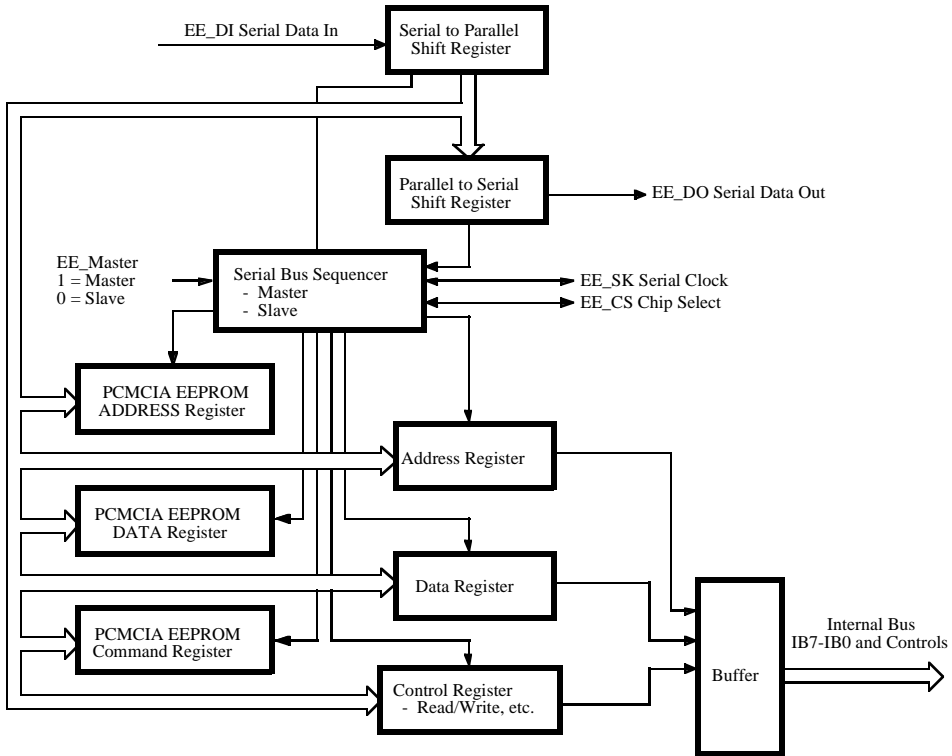 EE_DI Serial Data In
Serial to Parallel
Shift Register
Parallel to Serial
Shift Register
EE_DO Serial Data Out
EE_Master
1 = Master
0 = Slave
Serial Bus Sequencer
- Master
- Slave
EE_SK Serial Clock
EE_CS Chip Select
PCMCIA EEPROM
ADDRESS Register
Address Register
PCMCIA EEPROM
DATA Register
Data Register
PCMCIA EEPROM
Command Register
Control Register
- Read/Write, etc.
Buffer
Internal Bus
IB7-IB0 and Controls